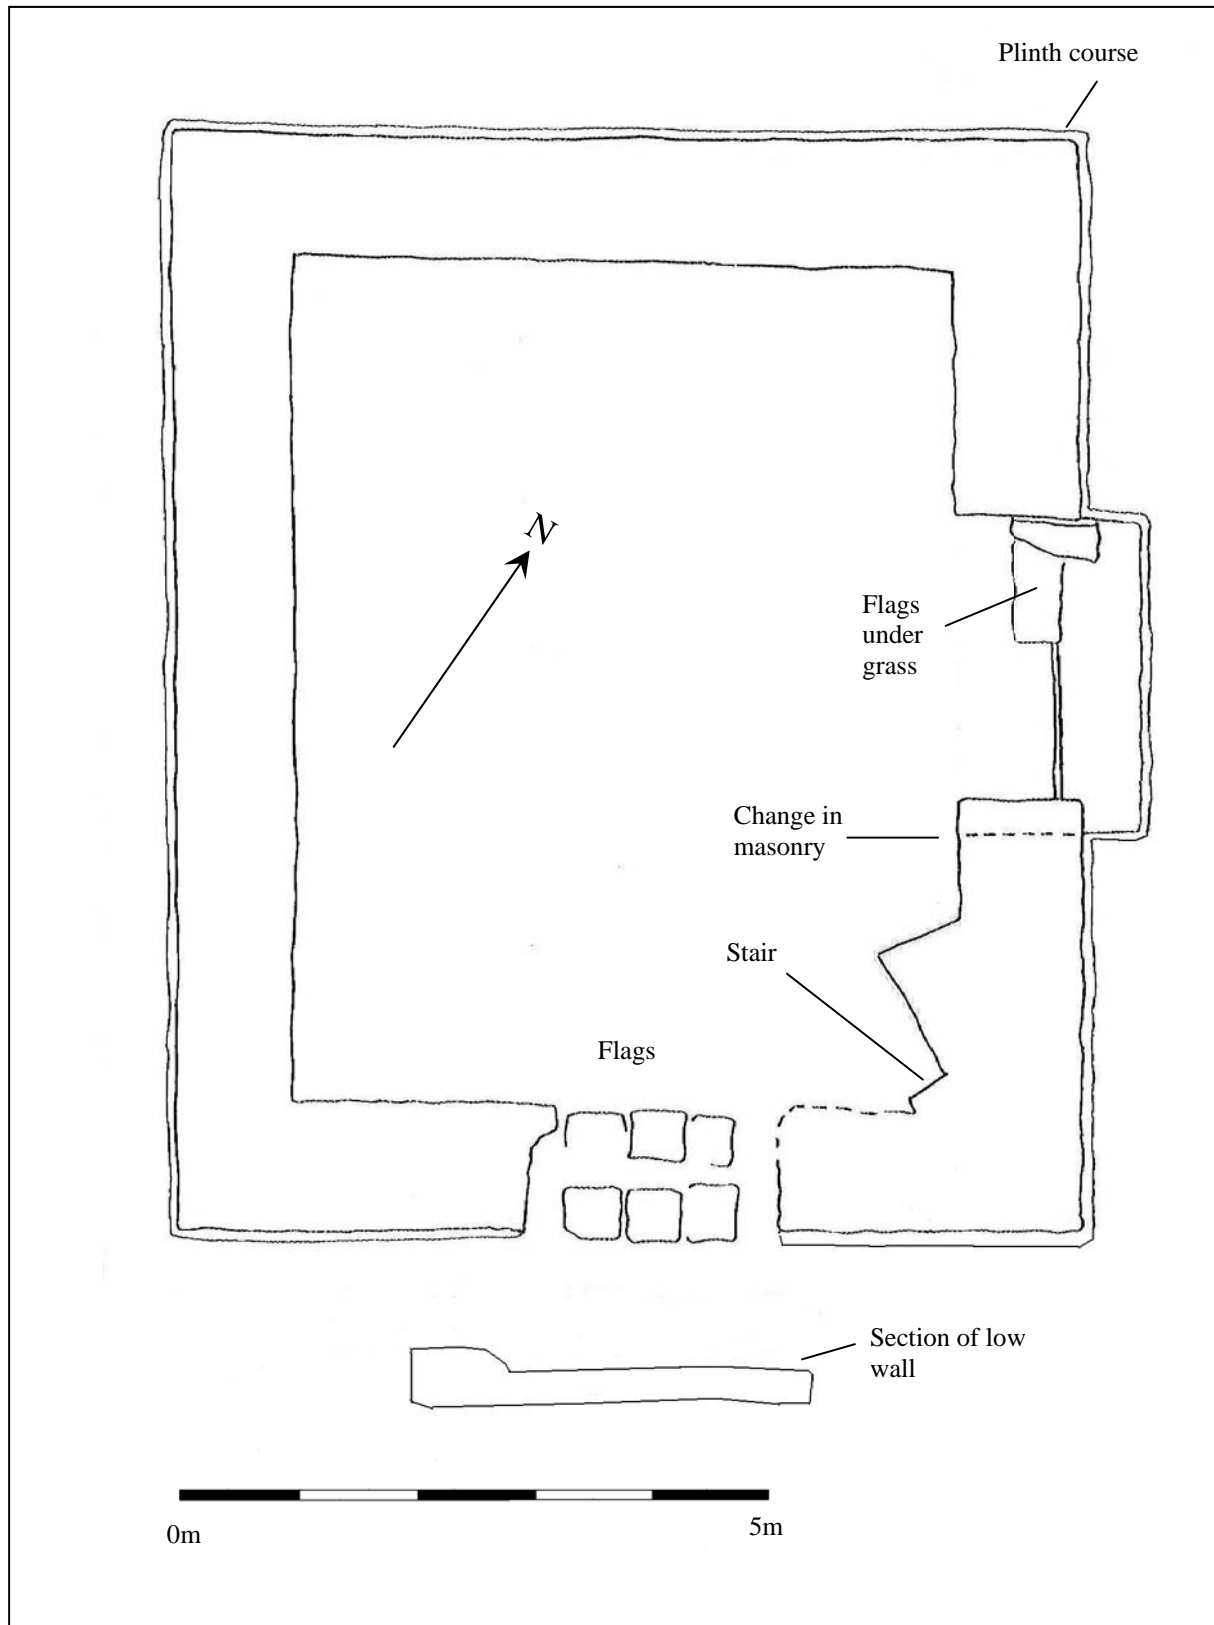 Plinth course
N
Flags
under
grass
Change in
masonry
Stair
Flags
Section of low
wall
0m
5m